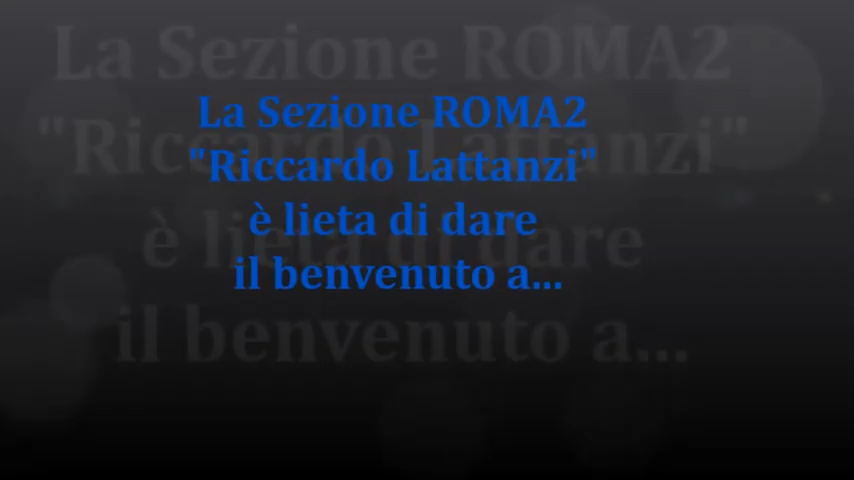 La Sezione ROMA2
"Riccardo Lattanzi"
è lieta di dare
il benvenuto a...